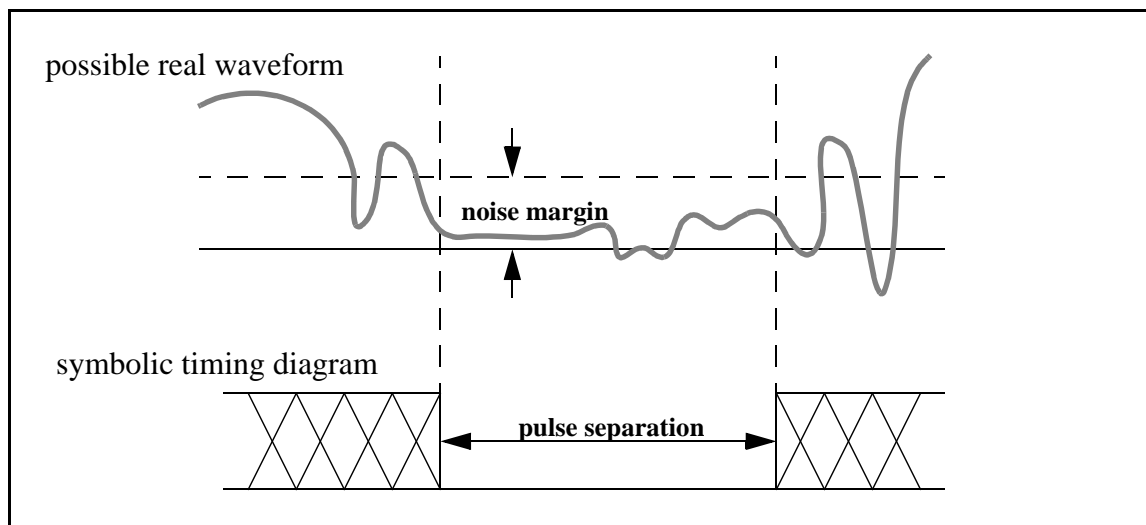 possible real waveform
noise margin
symbolic timing diagram
pulse separation